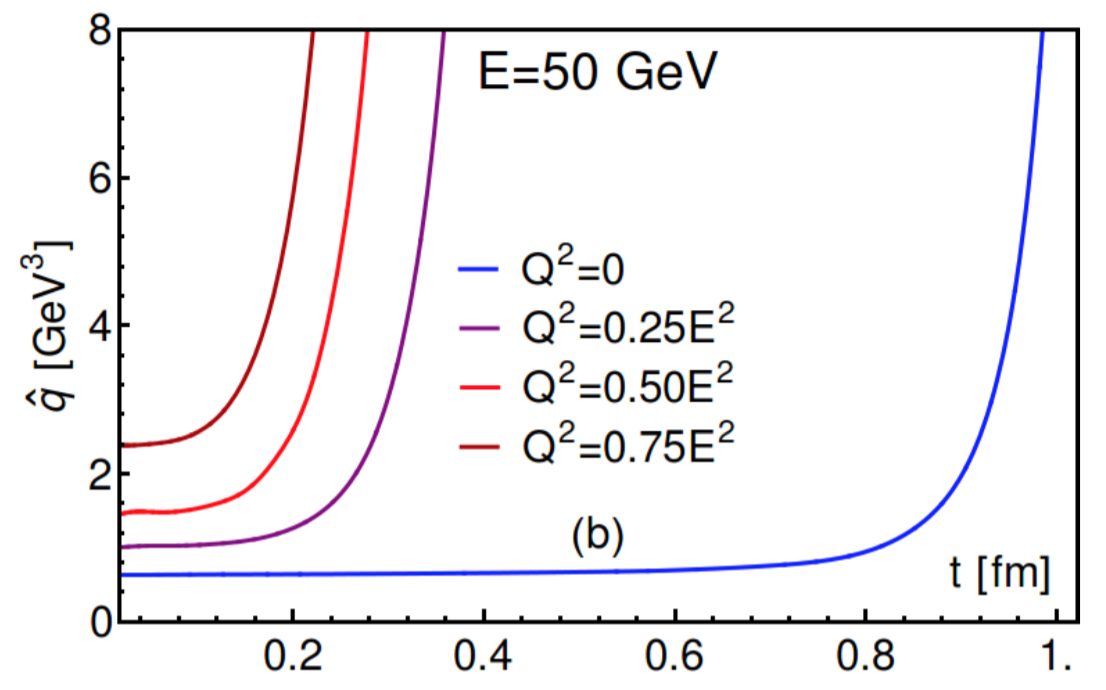 8
E=50 GeV
6
q̂ [GeV³]
Q²=0
4
Q²=0.25E²
Q²=0.50E²
Q²=0.75E²
2
(b)
t [fm]
0
0.2 0.4 0.6 0.8 1.